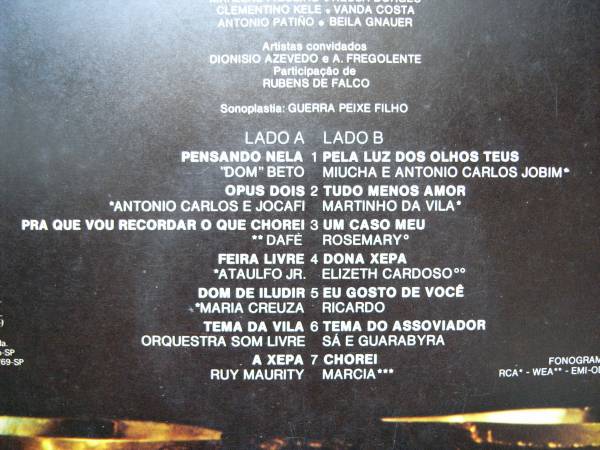 CLEMENTINO KELE • VANDA COSTA
ANTONIO PATIÑO • BEILA GNAUER
Artistas convidados
DIONISIO AZEVEDO e A. FREGOLENTE
Participação de
RUBENS DE FALCO
Sonoplastia: GUERRA PEIXE FILHO
LADO A LADO B
PENSANDO NELA 1 PELA LUZ DOS OLHOS TEUS
"DOM" BETO MIUCHA E ANTONIO CARLOS JOBIM*
OPUS DOIS 2 TUDO MENOS AMOR
*ANTONIO CARLOS E JOCAFI MARTINHO DA VILA*
PRA QUE VOU RECORDAR O QUE CHOREI 3 UM CASO MEU
** DAFÉ ROSEMARY°
FEIRA LIVRE 4 DONA XEPA
*ATAULFO JR. ELIZETH CARDOSO°°
DOM DE ILUDIR 5 EU GOSTO DE VOCÊ
*MARIA CREUZA RICARDO
TEMA DA VILA 6 TEMA DO ASSOVIADOR
ORQUESTRA SOM LIVRE SÁ E GUARABYRA
A XEPA 7 CHOREI
RUY MAURITY MARCIA***
9
da.
-SP
769-SP
FONOGRAM
RCA* - WEA** - EMI-OD